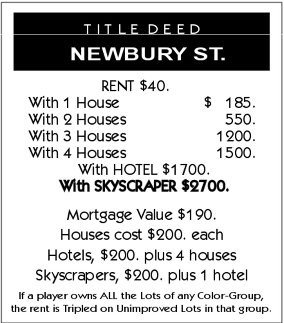 TITLE DEED
NEWBURY ST.
RENT $40.
With 1 House $ 185.
With 2 Houses 550.
With 3 Houses 1200.
With 4 Houses 1500.
With HOTEL $1700.
With SKYSCRAPER $2700.
Mortgage Value $190.
Houses cost $200. each
Hotels, $200. plus 4 houses
Skyscrapers, $200. plus 1 hotel
If a player owns ALL the Lots of any Color-Group,
the rent is Tripled on Unimproved Lots in that group.